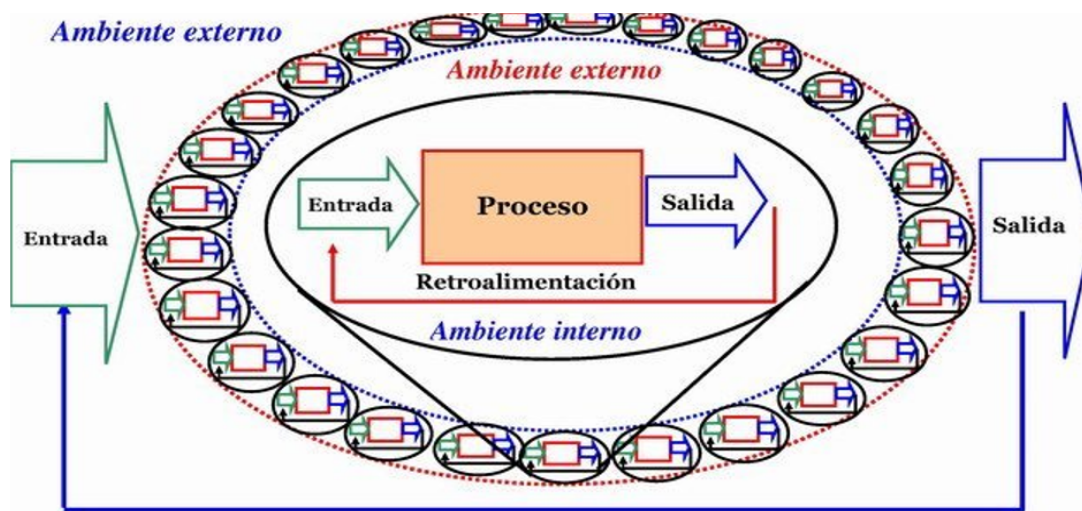 Ambiente externo
Ambiente externo
Entrada
Proceso
Salida
Entrada
Salida
Retroalimentación
Ambiente interno